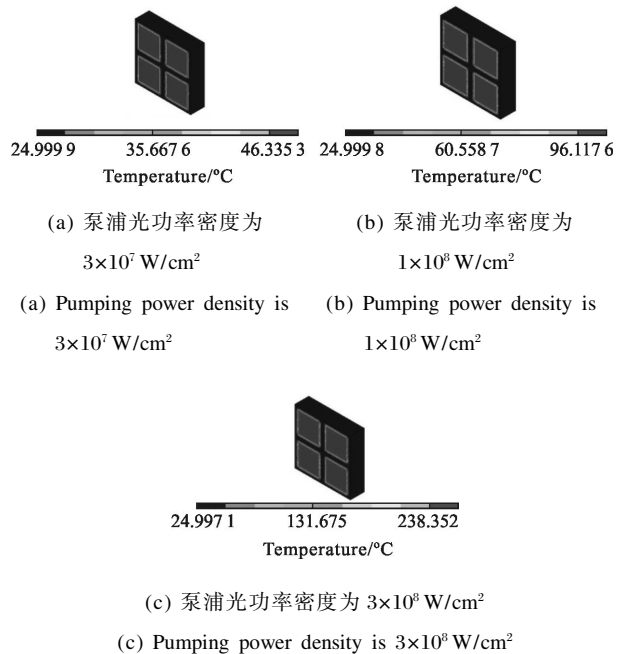 24.999 9 35.667 6 46.335 3
Temperature/°C
(a) 泵浦光功率密度为
3×10⁷ W/cm²
(a) Pumping power density is
3×10⁷ W/cm²
24.999 8 60.558 7 96.117 6
Temperature/°C
(b) 泵浦光功率密度为
1×10⁸ W/cm²
(b) Pumping power density is
1×10⁸ W/cm²
24.997 1 131.675 238.352
Temperature/°C
(c) 泵浦光功率密度为 3×10⁸ W/cm²
(c) Pumping power density is 3×10⁸ W/cm²